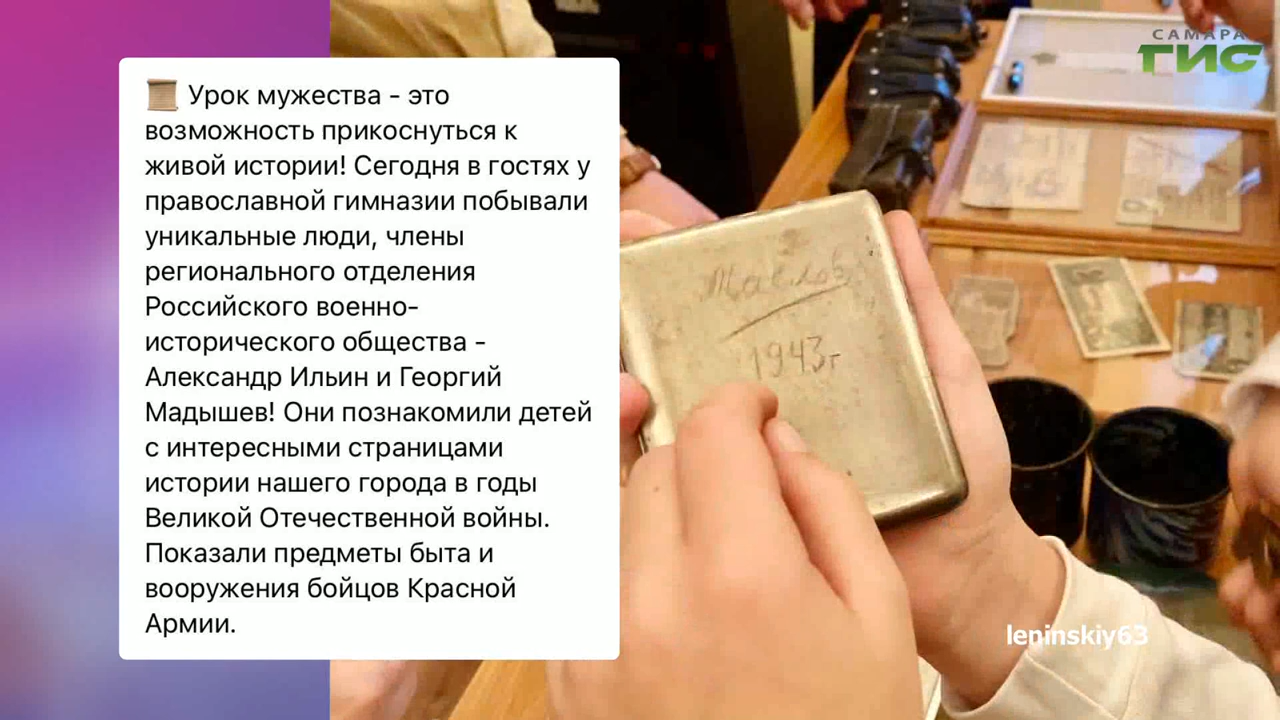 Урок мужества - это
возможность прикоснуться к
живой истории! Сегодня в гостях у
православной гимназии побывали
уникальные люди, члены
регионального отделения
Российского военно-
исторического общества -
Александр Ильин и Георгий
Мадышев! Они познакомили детей
с интересными страницами
истории нашего города в годы
Великой Отечественной войны.
Показали предметы быта и
вооружения бойцов Красной
Армии.
САМАРА
ГИС
Маслов
1943г
leninskiy63